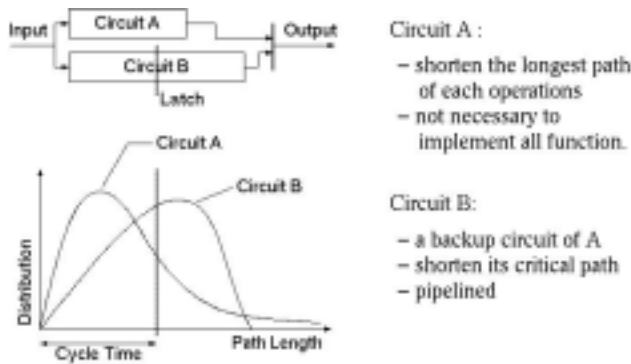 Circuit A
Input
Output
Circuit B
Latch
Circuit A
Circuit B
Distribution
Cycle Time
Path Length
Circuit A :
– shorten the longest path
of each operations
– not necessary to
implement all function.
Circuit B:
– a backup circuit of A
– shorten its critical path
– pipelined